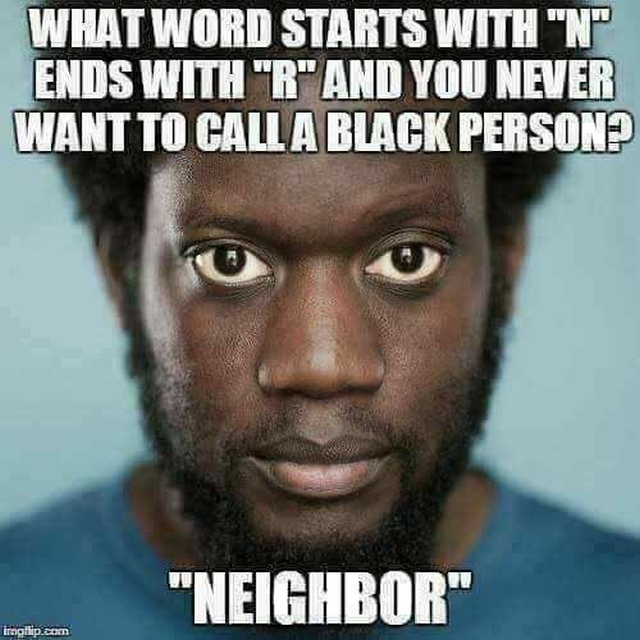 WHAT WORD STARTS WITH "N"
ENDS WITH "R" AND YOU NEVER
WANT TO CALL A BLACK PERSON?
"NEIGHBOR"
imgflip.com